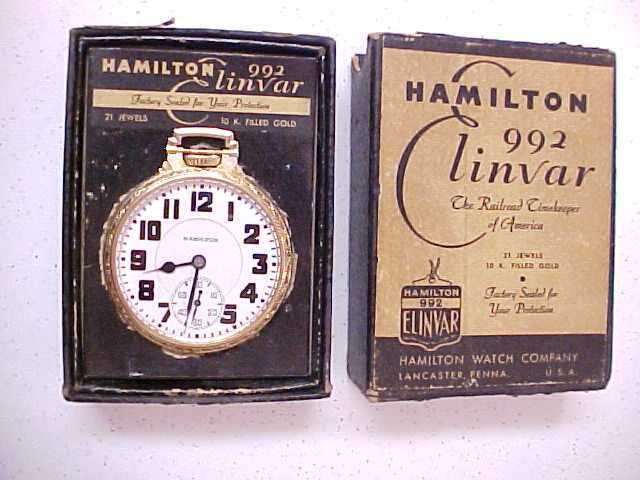 HAMILTON 992
Elinvar
Factory Sealed for Your Protection
21 JEWELS 10 K. FILLED GOLD
12
1
2
3
4
5
7
8
9
10
11
HAMILTON
HAMILTON
992
Elinvar
The Railroad Timekeeper
of America
21 JEWELS
10 K. FILLED GOLD
Factory Sealed for
Your Protection
HAMILTON
992
ELINVAR
HAMILTON WATCH COMPANY
LANCASTER, PENNA. U.S.A.